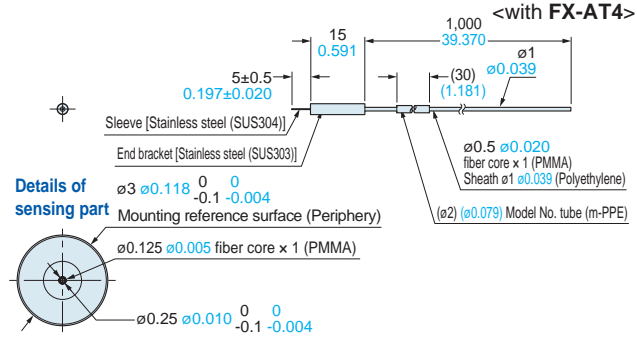 <with FX-AT4>
15
0.591
1,000
39.370
ø1
ø0.039
5±0.5
0.197±0.020
(30)
(1.181)
Sleeve [Stainless steel (SUS304)]
End bracket [Stainless steel (SUS303)]
ø0.5 ø0.020
fiber core × 1 (PMMA)
Sheath ø1 ø0.039 (Polyethylene)
(ø2) (ø0.079) Model No. tube (m-PPE)
Details of
sensing part
ø3 ø0.118 0 0
-0.1 -0.004
Mounting reference surface (Periphery)
ø0.125 ø0.005 fiber core × 1 (PMMA)
ø0.25 ø0.010 0 0
-0.1 -0.004